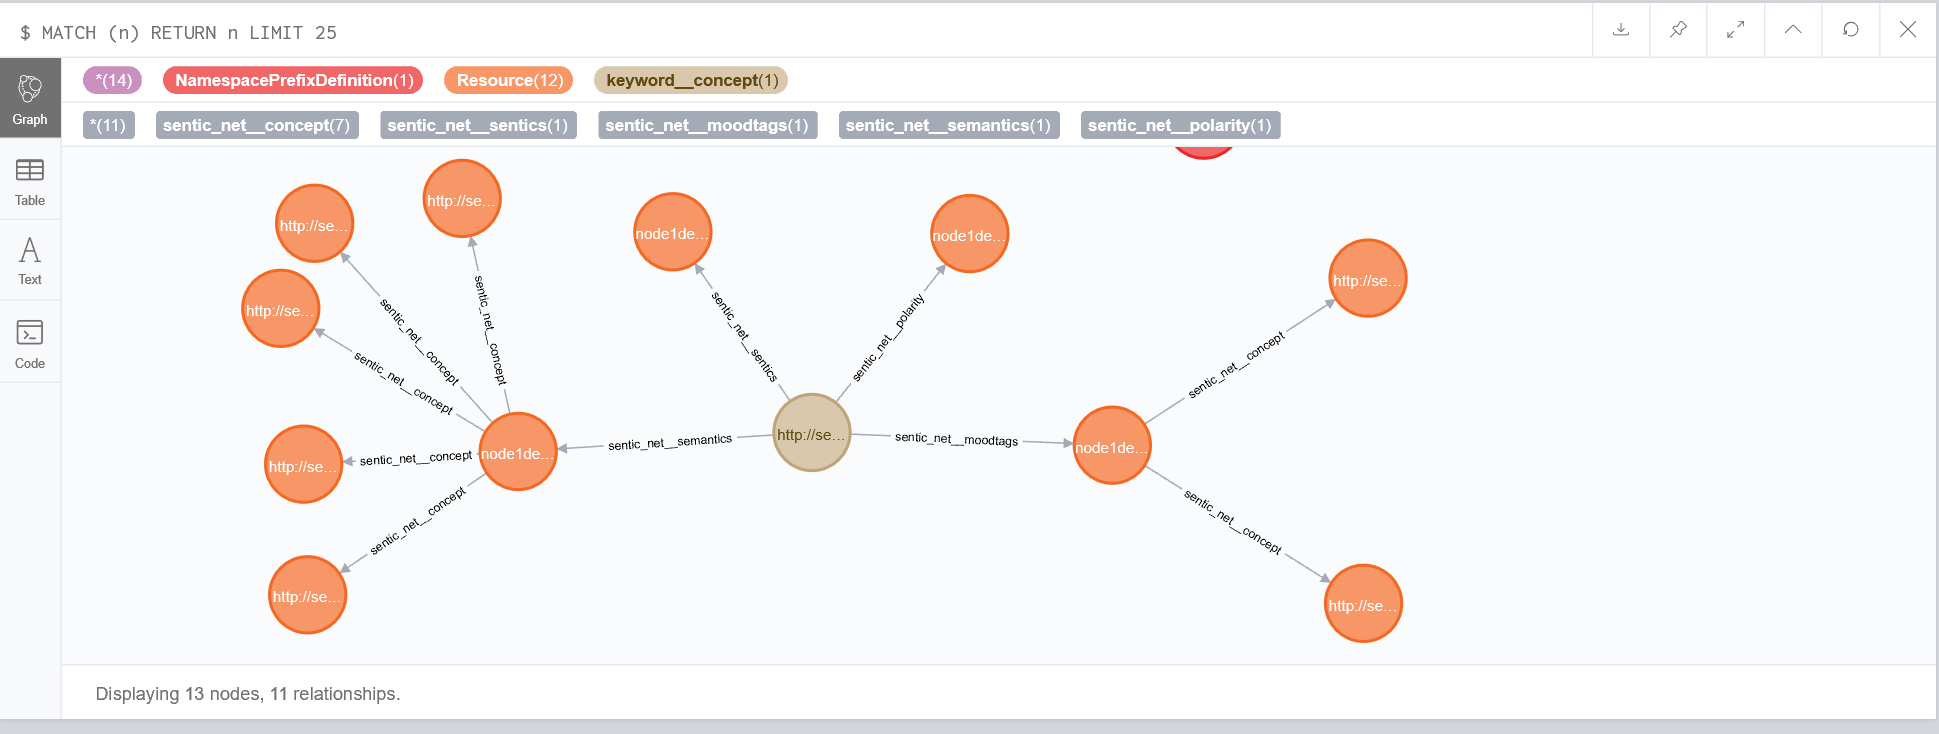 $ MATCH (n) RETURN n LIMIT 25
*(14) NamespacePrefixDefinition(1) Resource(12) keyword__concept(1)
*(11) sentic_net__concept(7) sentic_net__sentics(1) sentic_net__moodtags(1) sentic_net__semantics(1) sentic_net__polarity(1)
Graph
Table
Text
Code
http://se...
http://se...
http://se...
http://se...
http://se...
node1de...
node1de...
http://se...
sentic_net__concept
sentic_net__concept
sentic_net__concept
sentic_net__concept
sentic_net__concept
sentic_net__sentics
sentic_net__polarity
node1de...
sentic_net__semantics
http://se...
sentic_net__moodtags
node1de...
sentic_net__concept
sentic_net__concept
http://se...
Displaying 13 nodes, 11 relationships.